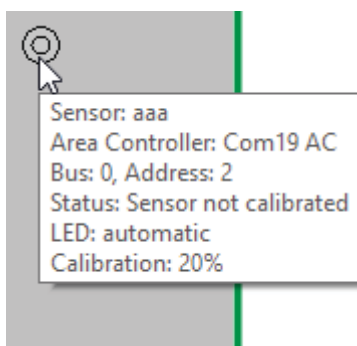 Sensor: aaa
Area Controller: Com19 AC
Bus: 0, Address: 2
Status: Sensor not calibrated
LED: automatic
Calibration: 20%